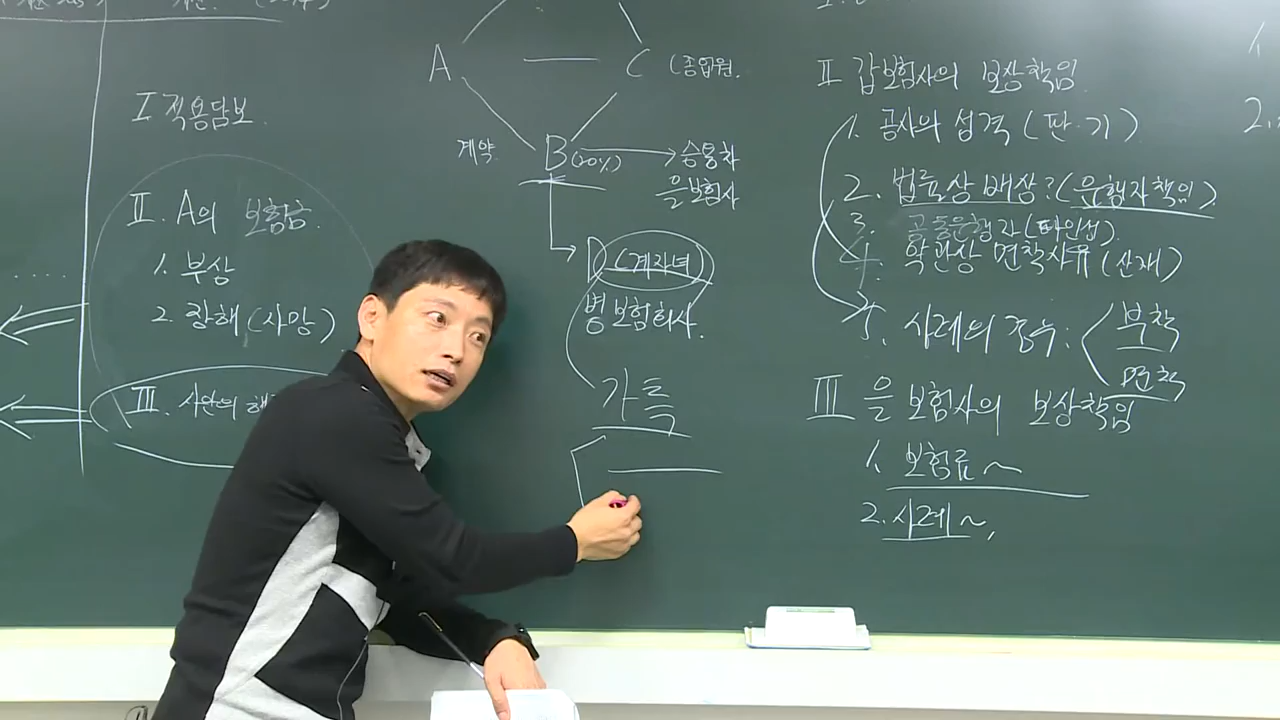 I 적용담보
II. A의 보험금.
1. 부상
2. 장해(사망)
III. 사안의 해
A
C (종업원.
계약.
B(20%)
승용차
을보험사
D (계자녀)
병보험회사.
가족
II 갑보험사의 보상책임
1. 공사의 성격(판·기)
2. 법률상 배상?(운행자책임)
3. 공동운행자(타인성)
4. 약관상 면책사유(산재)
5. 사례의 경우:
부책
면책
III 을보험사의 보상책임
1. 보험료~
2. 사례~,
2.